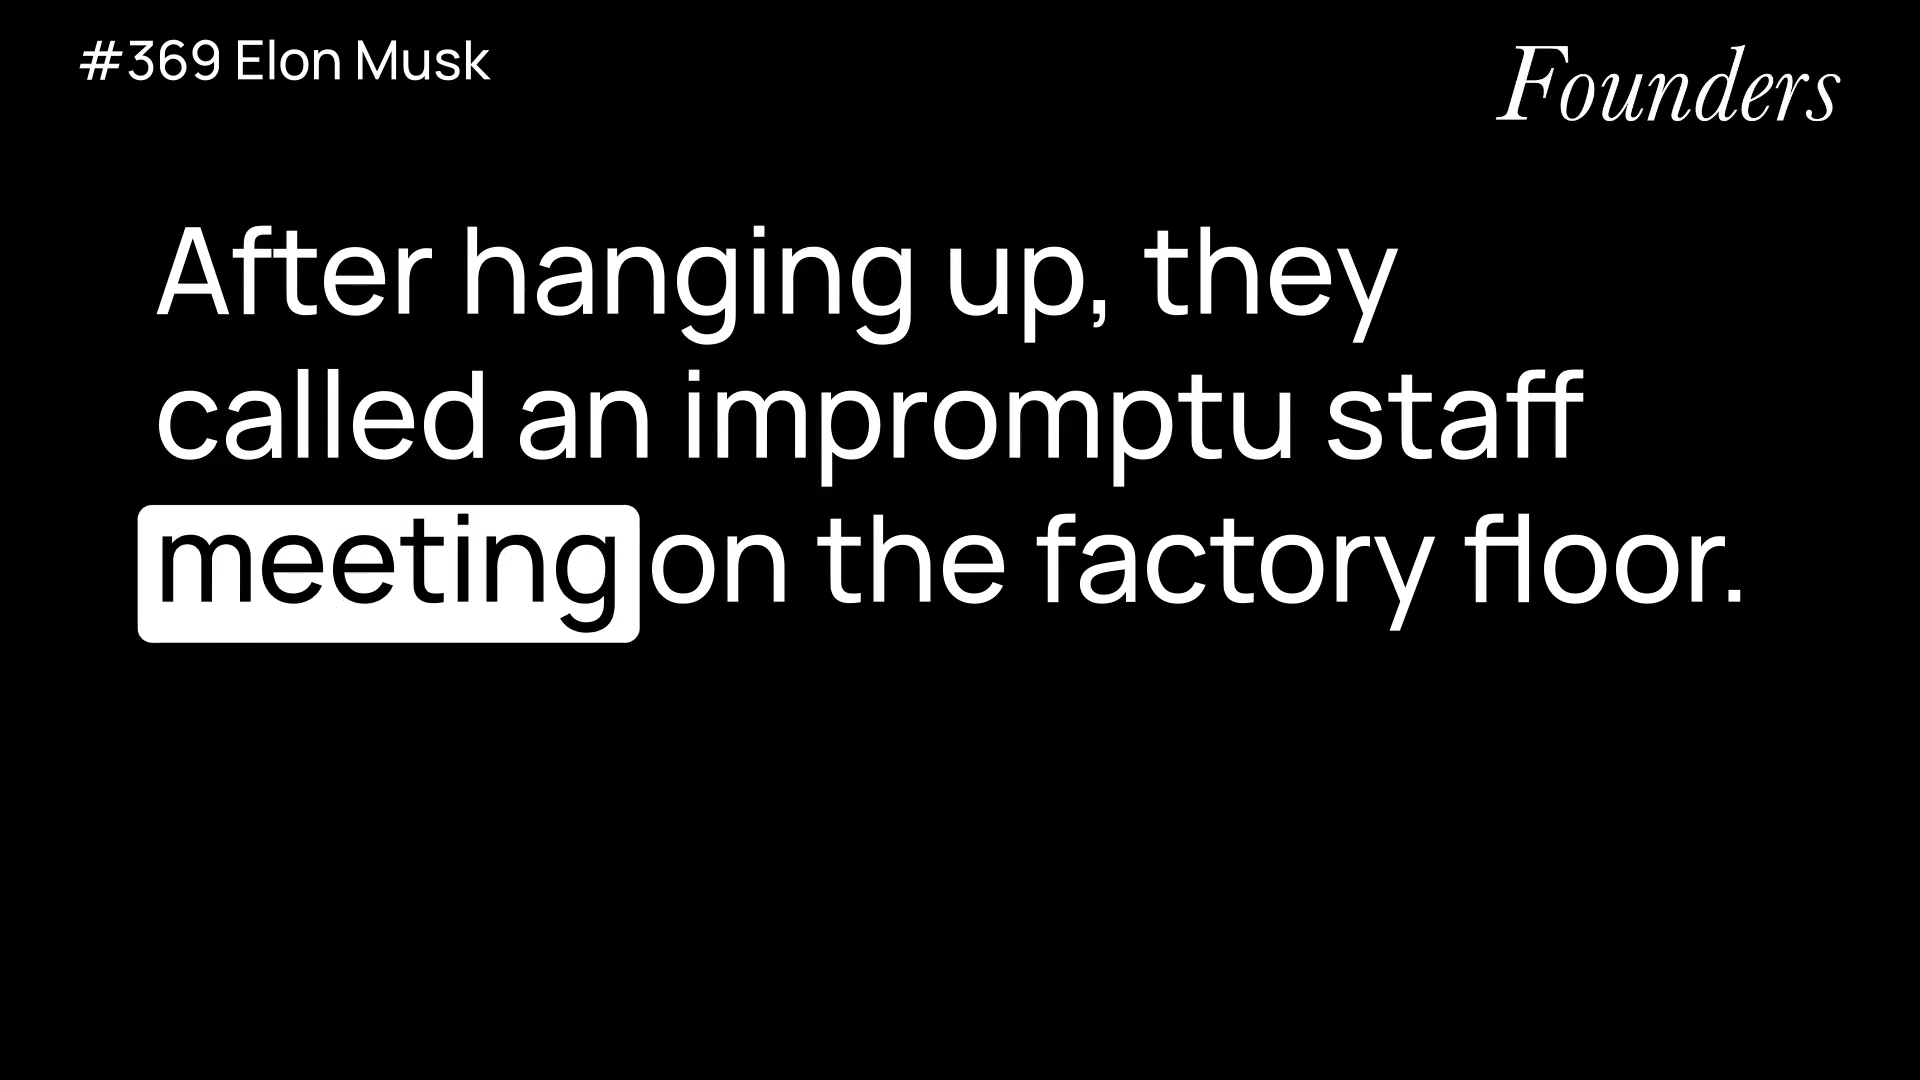 #369 Elon Musk
Founders
After hanging up, they
called an impromptu staff
meeting on the factory floor.